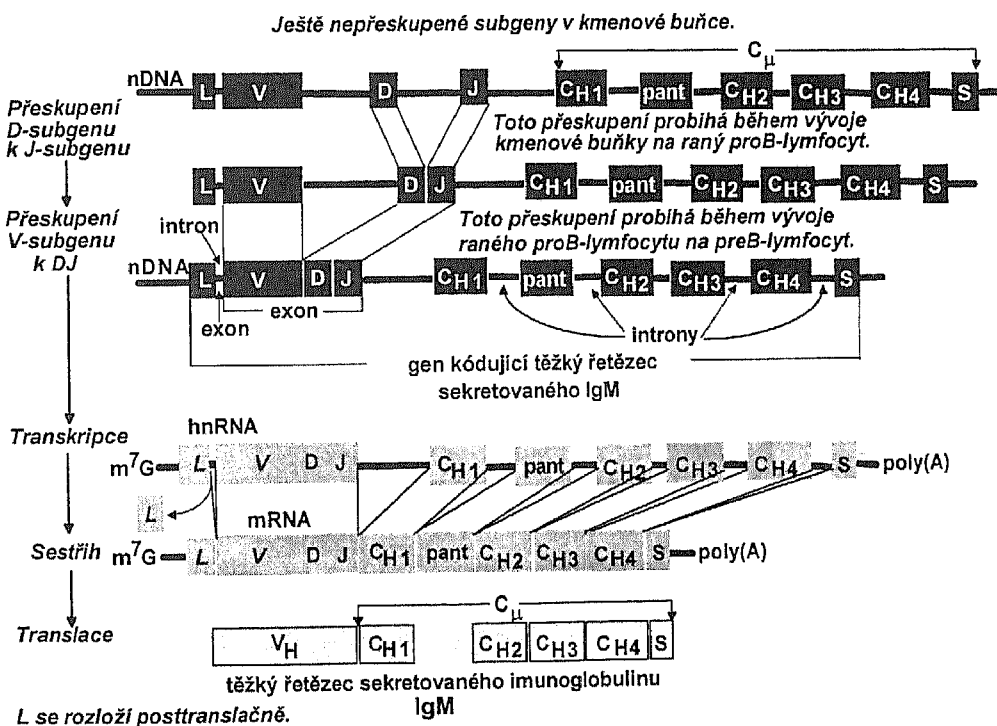 Ještě nepřeskupené subgeny v kmenové buňce.
Cμ
nDNA
L V D J CH1 pant CH2 CH3 CH4 S
Přeskupení
D-subgenu
k J-subgenu
Toto přeskupení probihá během vývoje
kmenové buňky na raný proB-lymfocyt.
L V D J CH1 pant CH2 CH3 CH4 S
Přeskupení
V-subgenu
k DJ
intron
Toto přeskupení probihá během vývoje
raného proB-lymfocytu na preB-lymfocyt.
nDNA
L V D J CH1 pant CH2 CH3 CH4 S
exon
exon
introny
gen kódující těžký řetězec
sekretovaného IgM
Transkripce
hnRNA
m7G L V D J CH1 pant CH2 CH3 CH4 S poly(A)
L
mRNA
Sestřih
m7G L V D J CH1 pant CH2 CH3 CH4 S poly(A)
Cμ
Translace
VH CH1 CH2 CH3 CH4 S
těžký řetězec sekretovaného imunoglobulinu
IgM
L se rozloží posttranslačně.